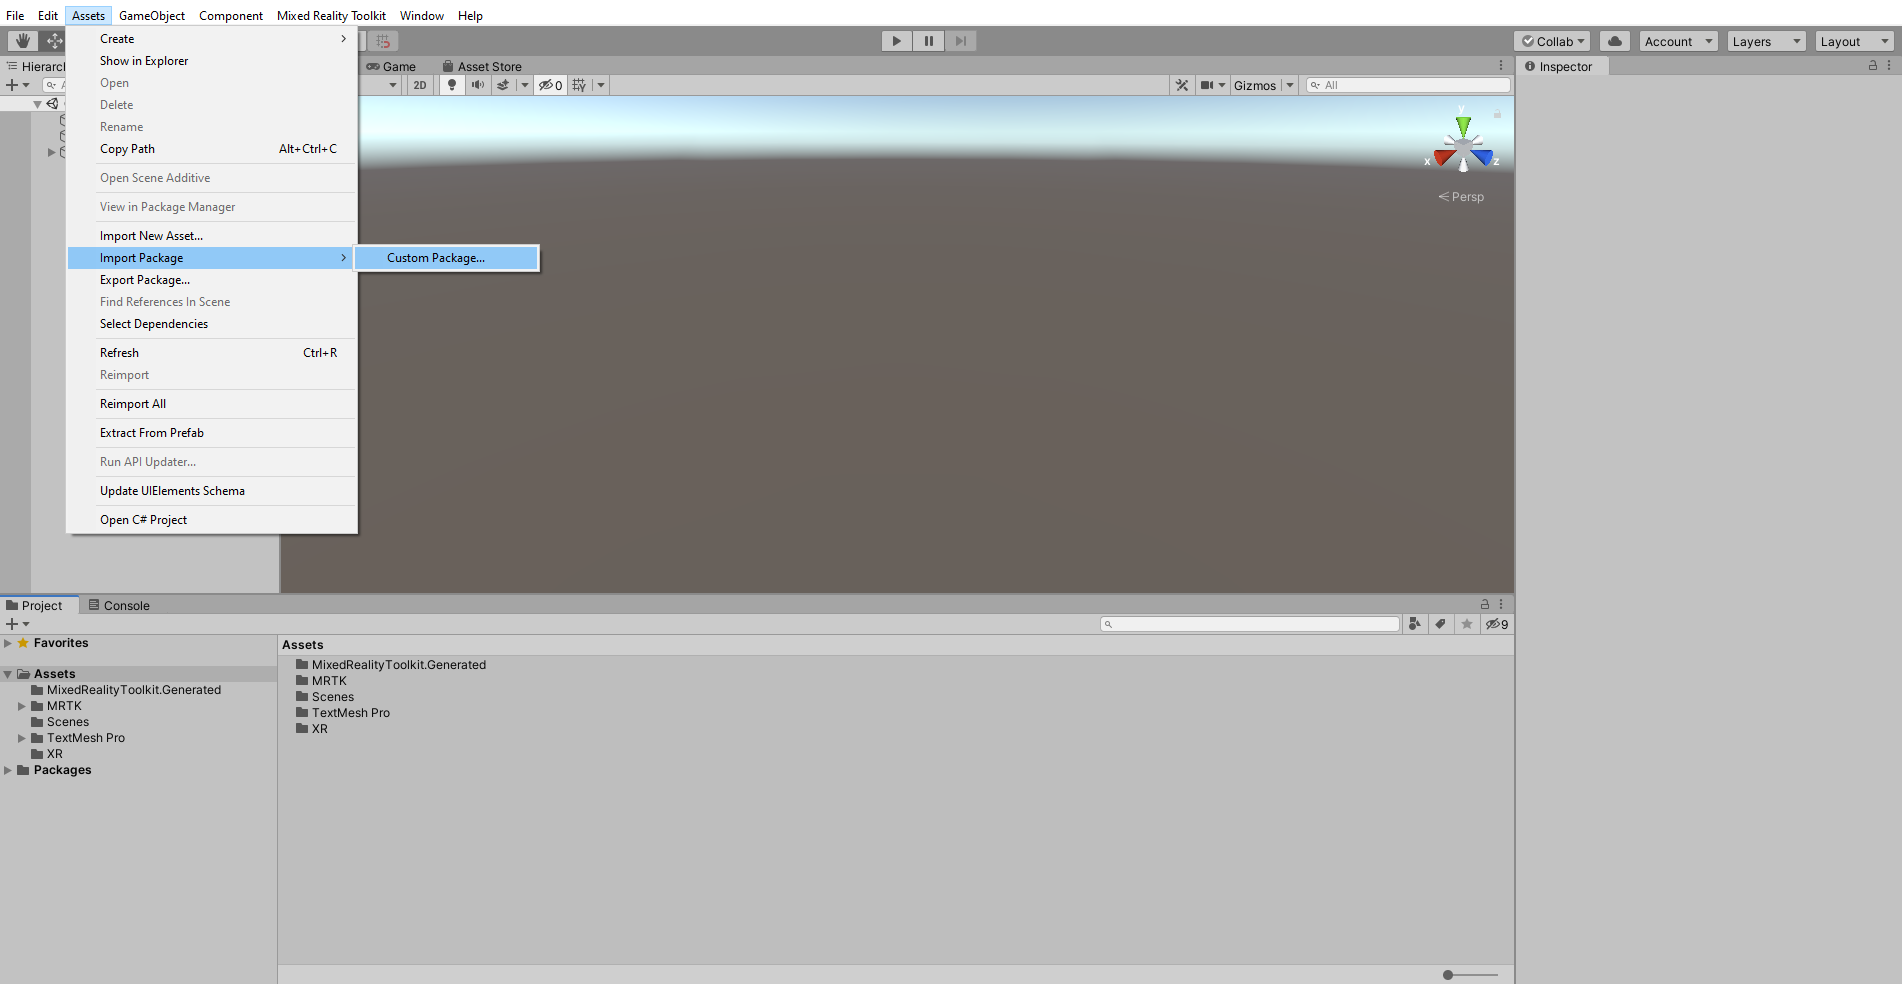 File Edit Assets GameObject Component Mixed Reality Toolkit Window Help
Collab Account Layers Layout
Game Asset Store
Inspector
2D 0 Gizmos All
Create
Show in Explorer
Open
Delete
Rename
Copy Path Alt+Ctrl+C
Open Scene Additive
View in Package Manager
Import New Asset...
Import Package
Custom Package...
Export Package...
Find References In Scene
Select Dependencies
Refresh Ctrl+R
Reimport
Reimport All
Extract From Prefab
Run API Updater...
Update UIElements Schema
Open C# Project
y
x z
Persp
Project Console
9
Favorites
Assets
MixedRealityToolkit.Generated
MRTK
Scenes
TextMesh Pro
XR
Packages
Assets
MixedRealityToolkit.Generated
MRTK
Scenes
TextMesh Pro
XR